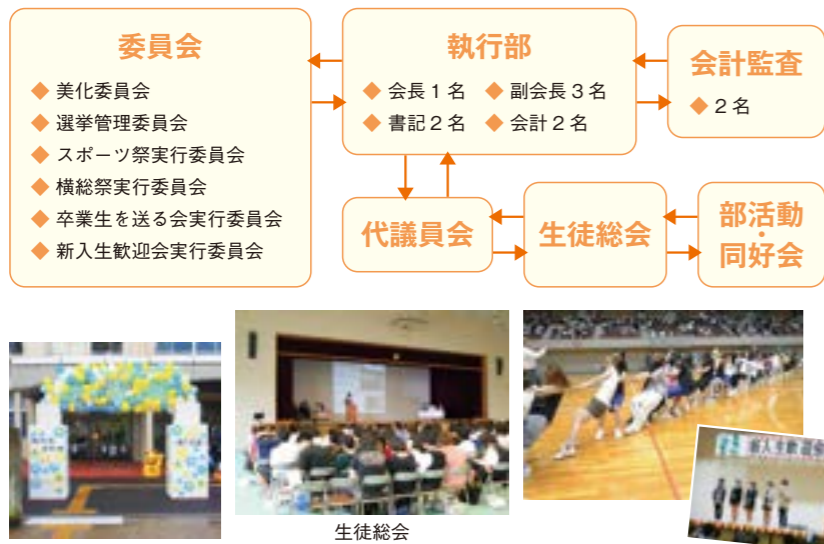 委員会
◆ 美化委員会
◆ 選挙管理委員会
◆ スポーツ祭実行委員会
◆ 横総祭実行委員会
◆ 卒業生を送る会実行委員会
◆ 新入生歓迎会実行委員会
執行部
◆ 会長1名 ◆ 副会長3名
◆ 書記2名 ◆ 会計2名
会計監査
◆ 2名
代議員会
生徒総会
部活動
・
同好会
生徒総会
新入生歓迎